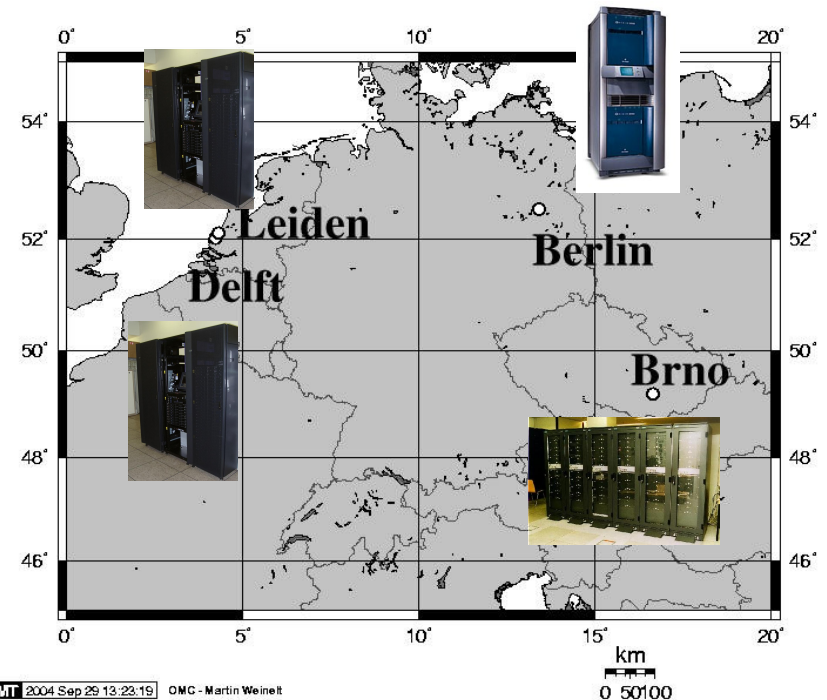 0° 5° 10° 15° 20°
54° 54°
Leiden
52° 52°
Berlin
Delft
50° 50°
Brno
48° 48°
46° 46°
0° 5° 10° 15° 20°
km
0 50100
2004 Sep 29 13:23:19 OMC - Martin Weinelt